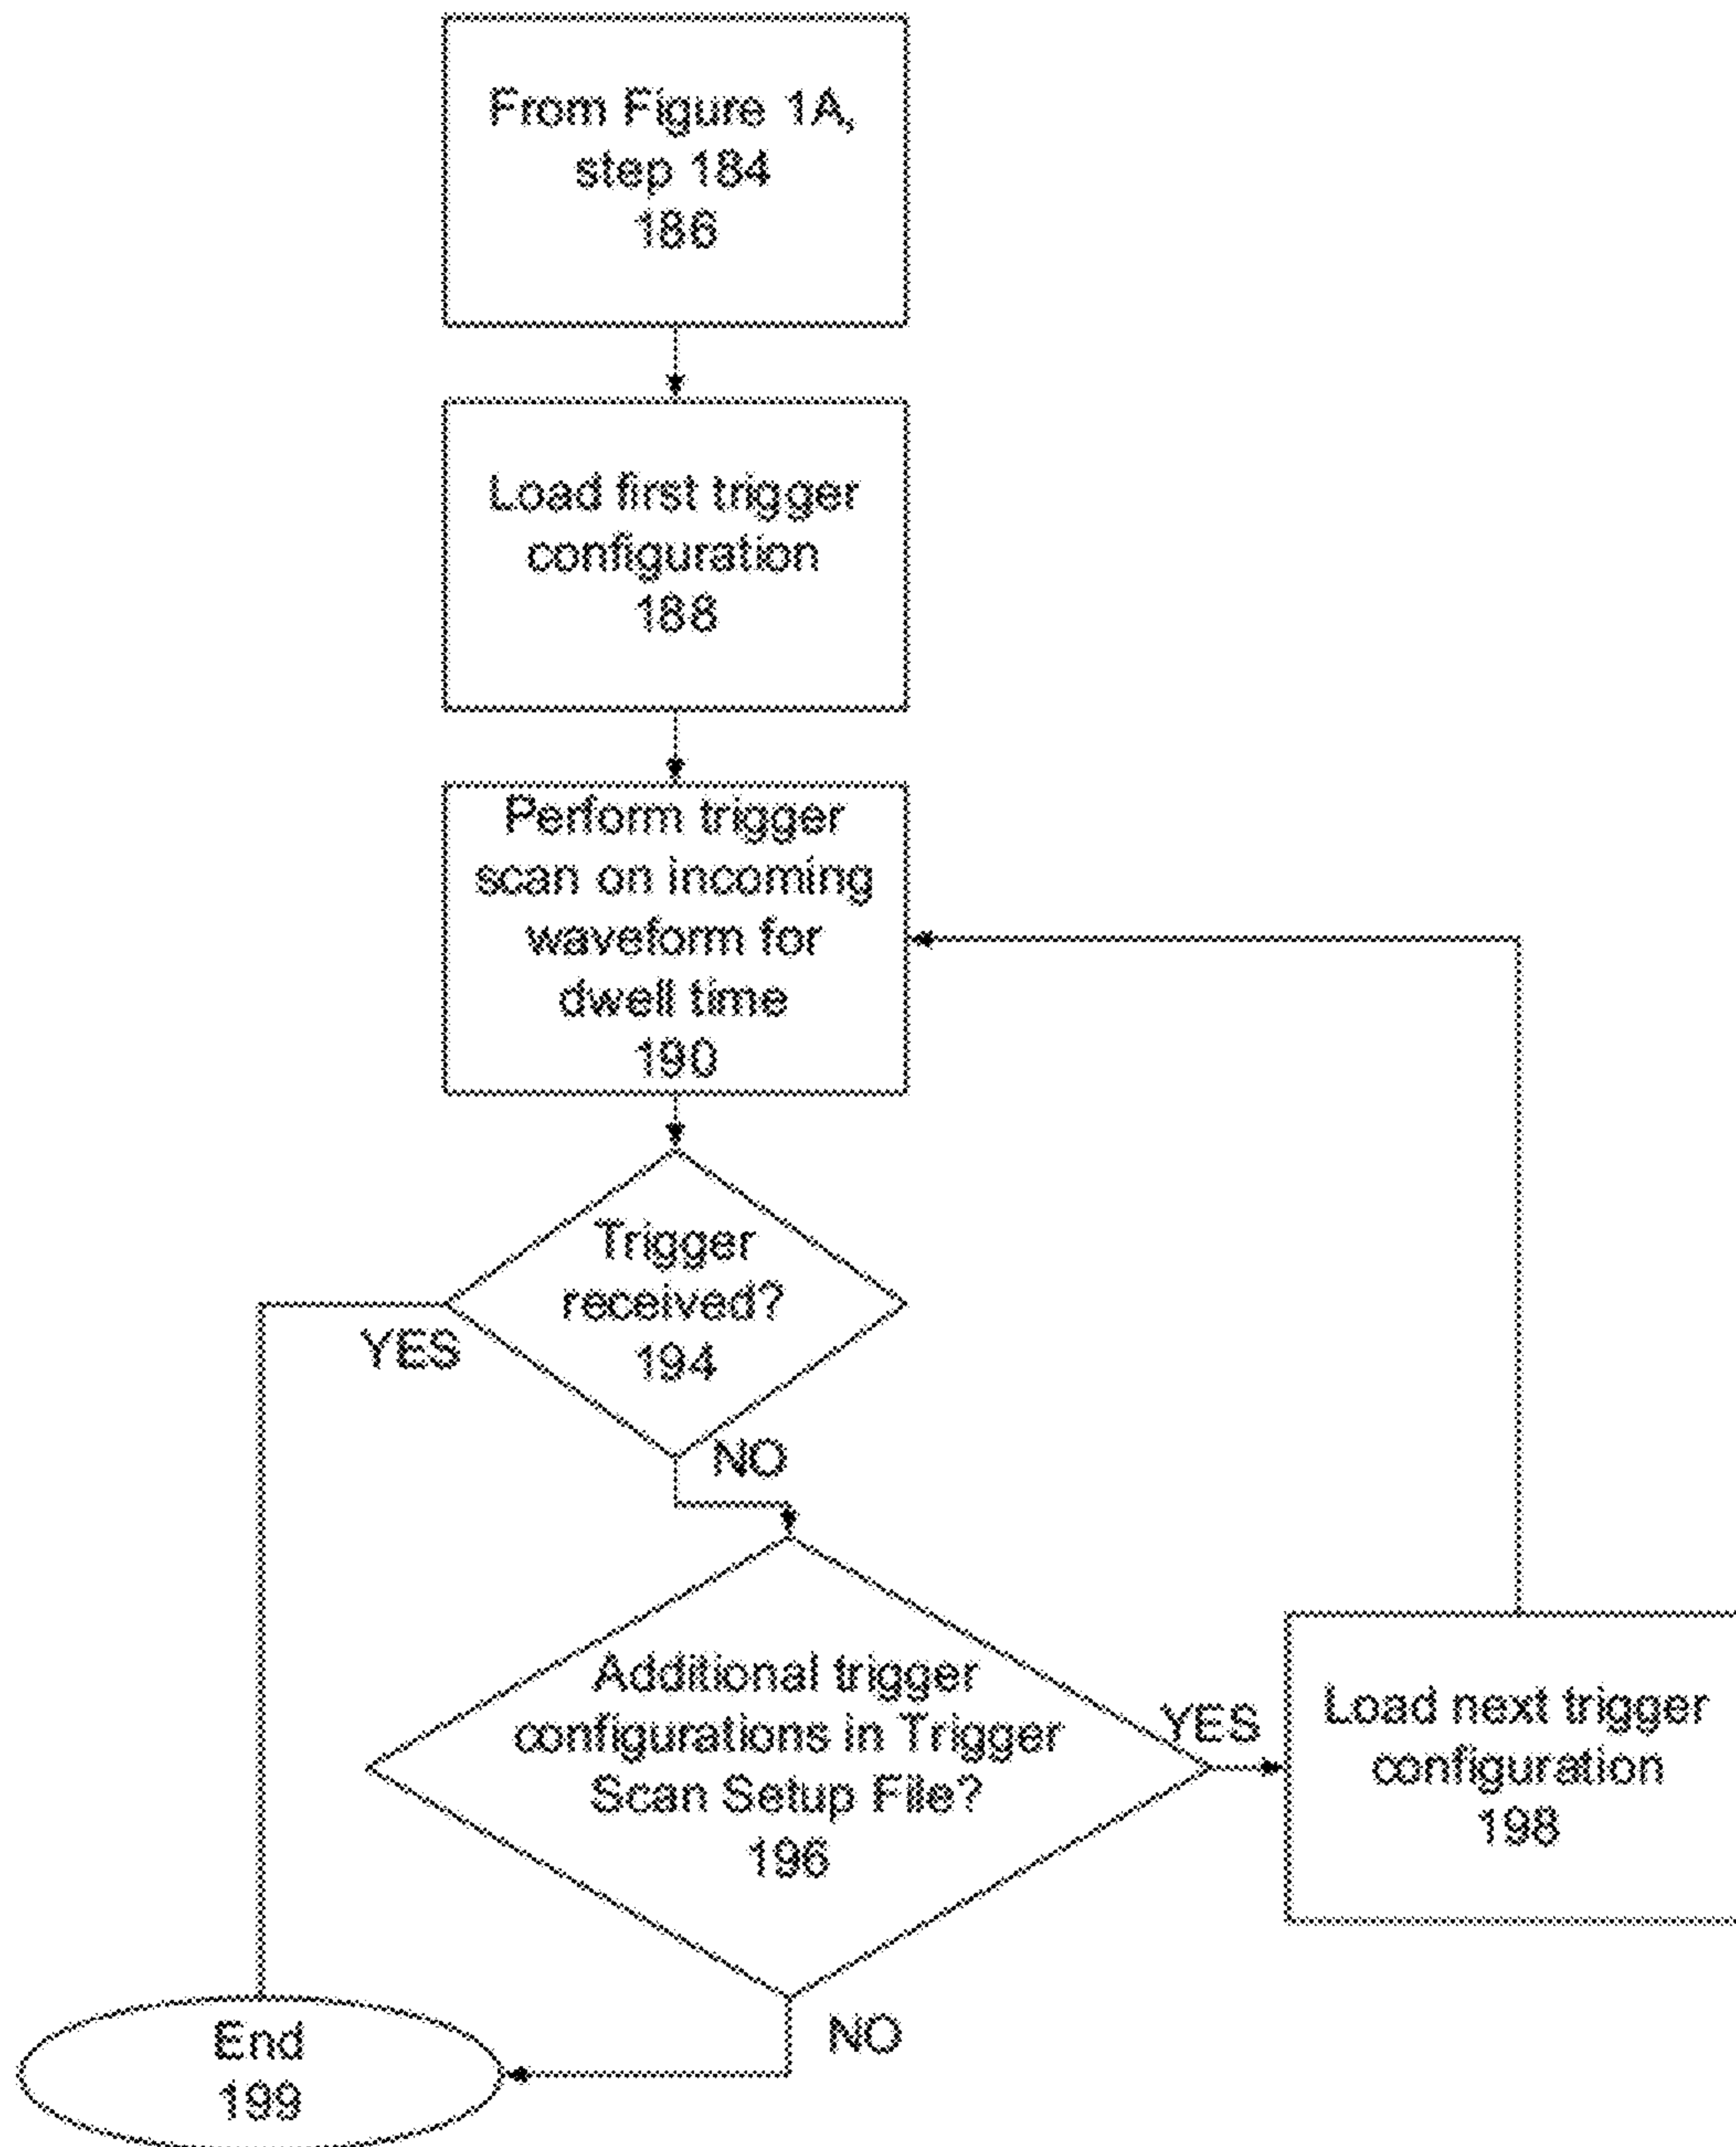 From Figure 1A,
step 184
186
Load first trigger
configuration
188
Perform trigger
scan on incoming
waveform for
dwell time
190
Trigger
received?
194
YES
NO
Additional trigger
configurations in Trigger
Scan Setup File?
196
YES
Load next trigger
configuration
198
NO
End
199